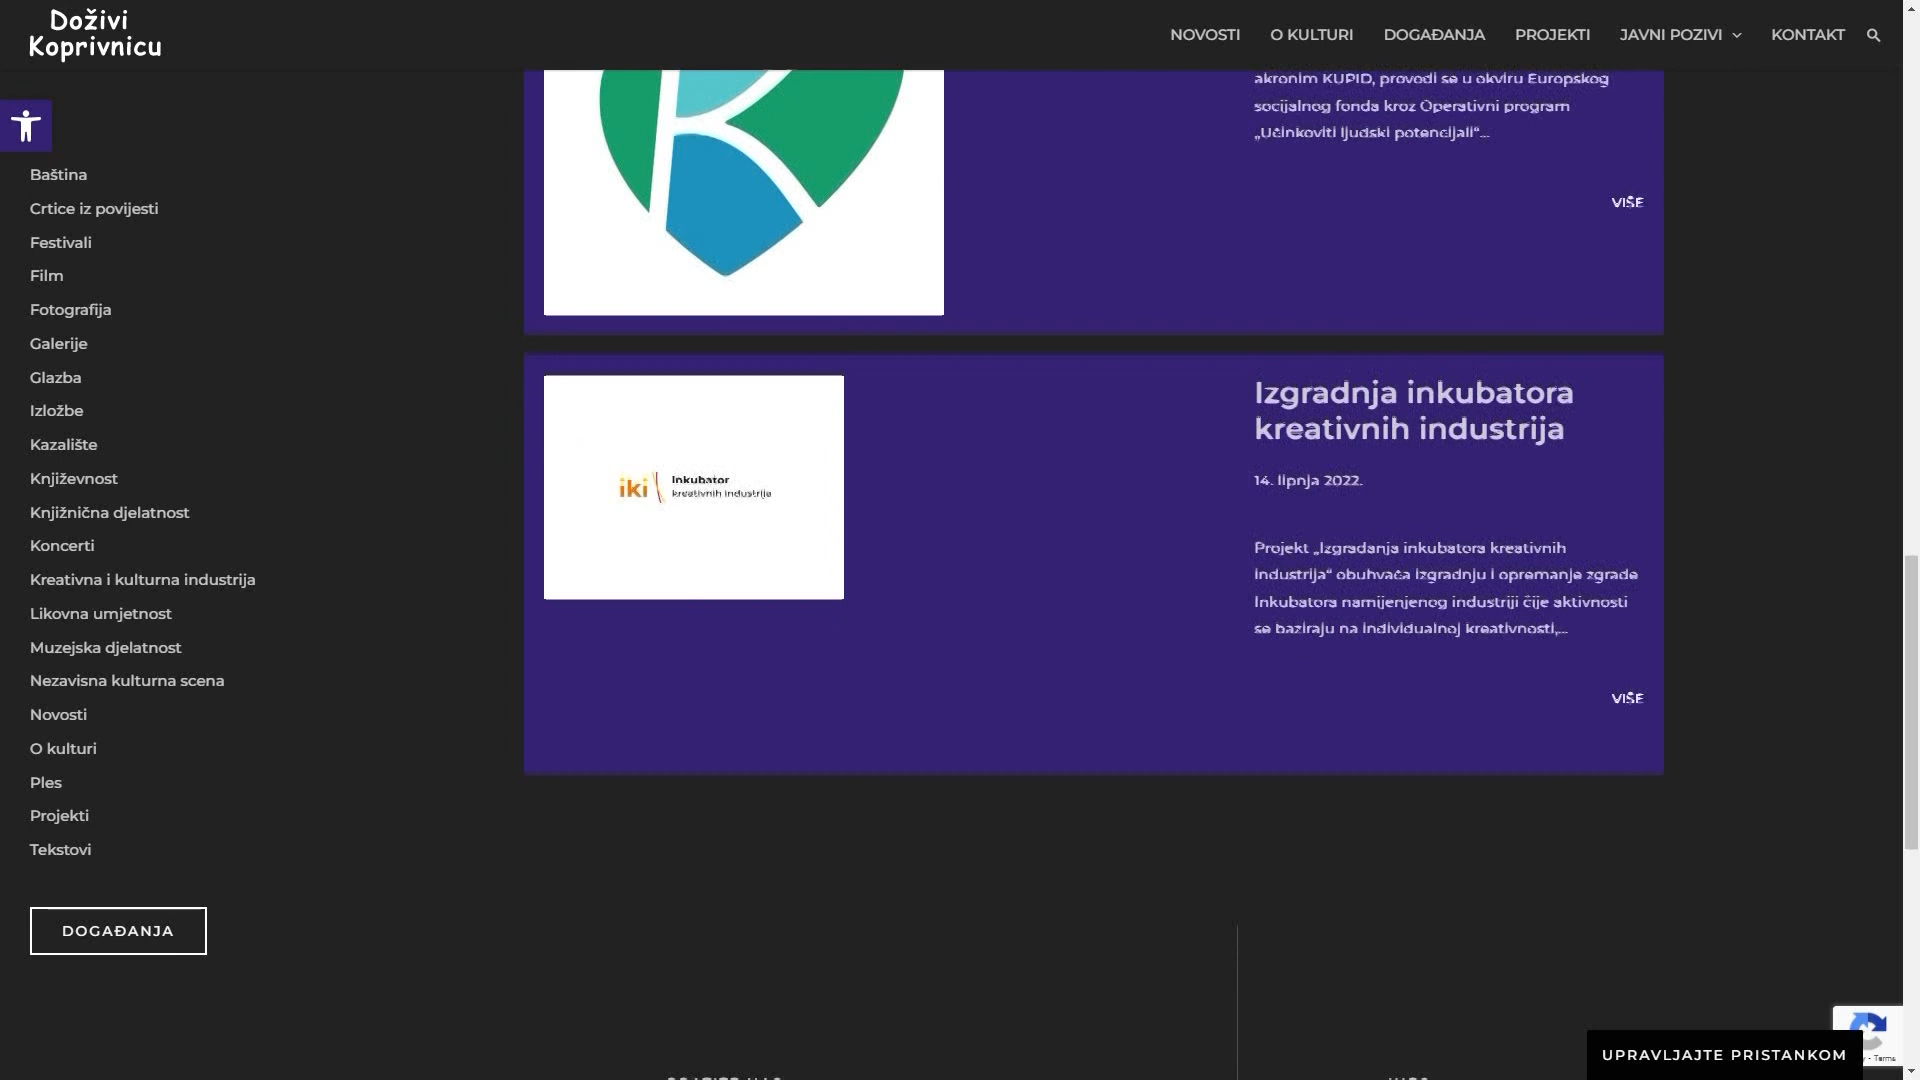 Doživi
Koprivnicu
NOVOSTI
O KULTURI
DOGAĐANJA
PROJEKTI
JAVNI POZIVI
KONTAKT
akronim KUPID, provodi se u okviru Europskog
socijalnog fonda kroz Operativni program
„Učinkoviti ljudski potencijali“...
VIŠE
Baština
Crtice iz povijesti
Festivali
Film
Fotografija
Galerije
Glazba
Izložbe
Kazalište
Književnost
Knjižnična djelatnost
Koncerti
Kreativna i kulturna industrija
Likovna umjetnost
Muzejska djelatnost
Nezavisna kulturna scena
Novosti
O kulturi
Ples
Projekti
Tekstovi
DOGAĐANJA
iki
Inkubator
kreativnih industrija
Izgradnja inkubatora
kreativnih industrija
14. lipnja 2022.
Projekt „Izgradanja inkubatora kreativnih
industrija“ obuhvaća izgradnju i opremanje zgrade
Inkubatora namijenjenog industriji čije aktivnosti
se baziraju na individualnoj kreativnosti,...
VIŠE
UPRAVLJAJTE PRISTANKOM
- Terms